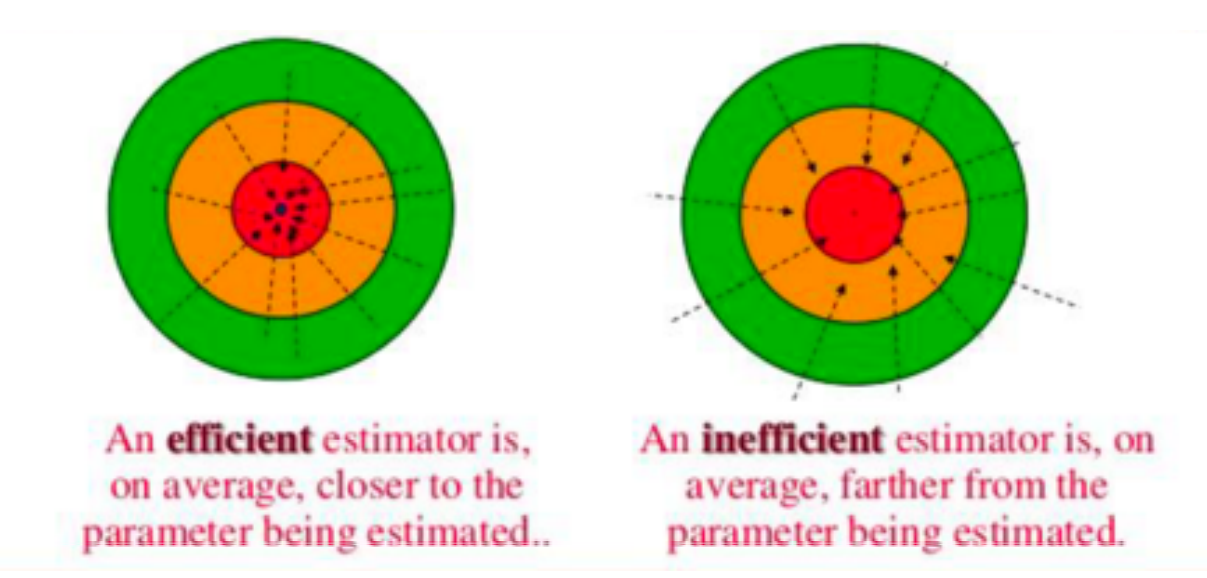 An efficient estimator is,
on average, closer to the
parameter being estimated..
An inefficient estimator is, on
average, farther from the
parameter being estimated.